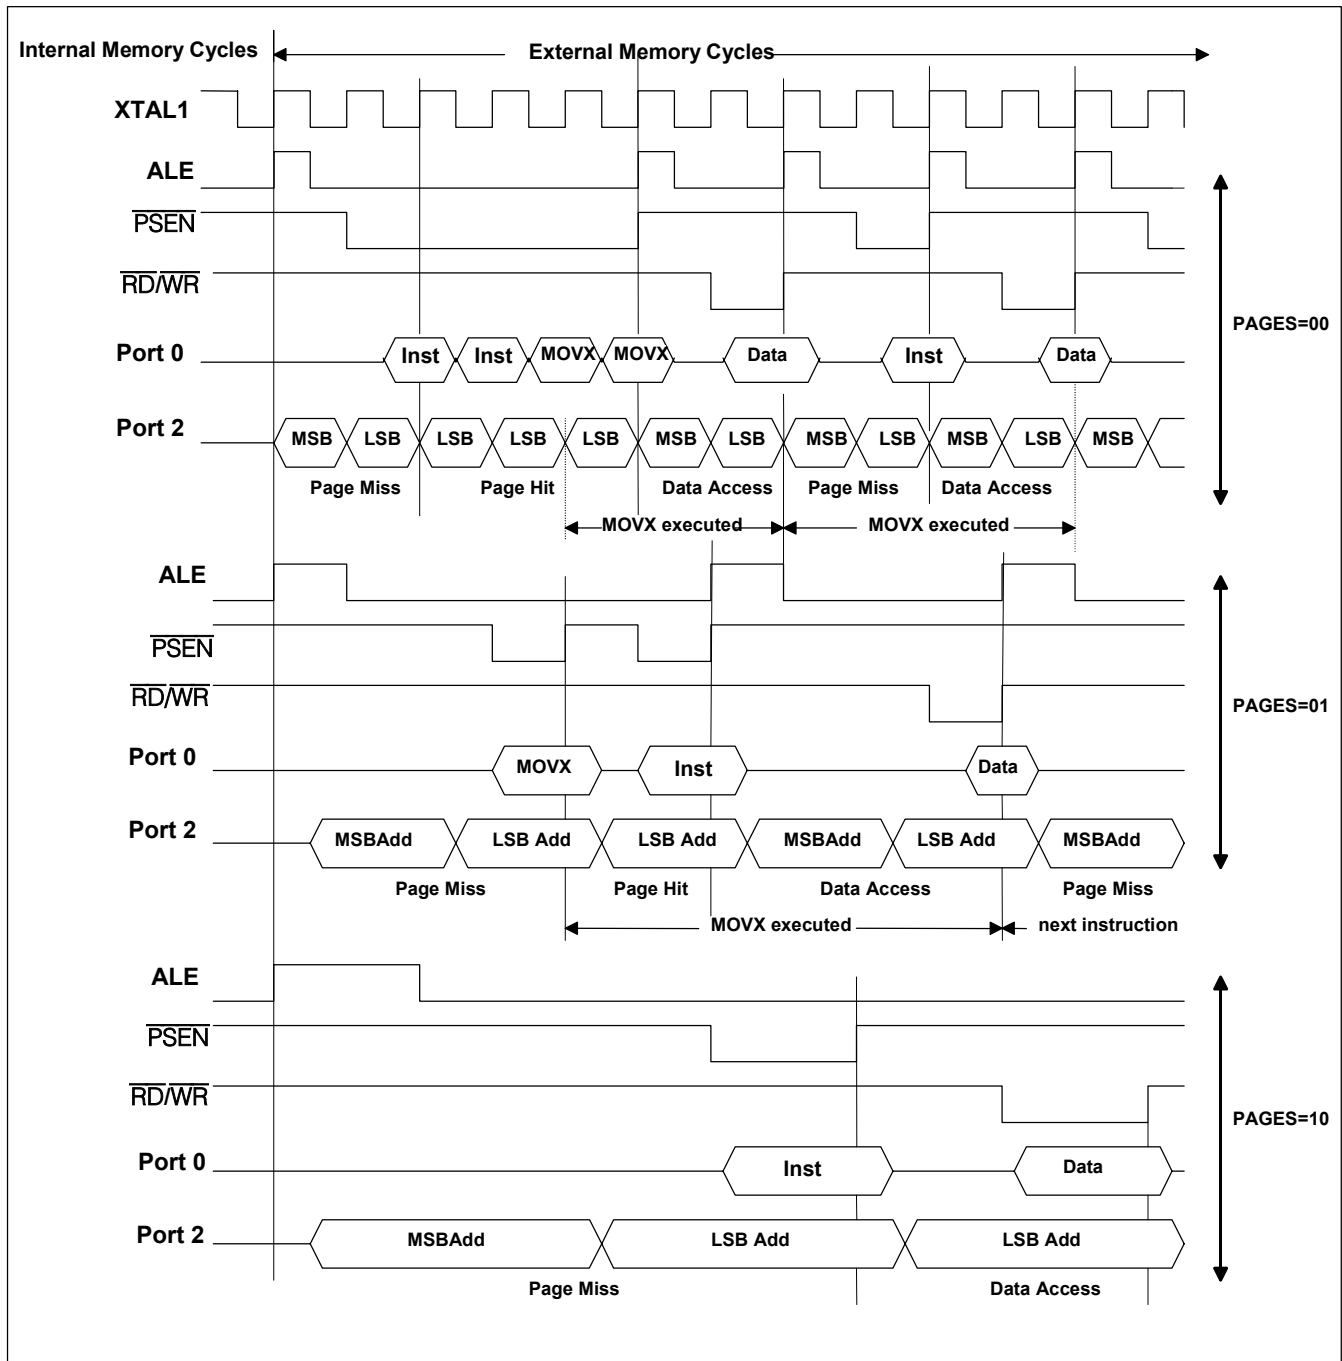 Internal Memory Cycles External Memory Cycles
XTAL1
ALE
PSEN
RD/WR
PAGES=00
Port 0 Inst Inst MOVX MOVX Data Inst Data
Port 2 MSB LSB LSB LSB LSB MSB LSB MSB LSB MSB LSB MSB
Page Miss Page Hit Data Access Page Miss Data Access
MOVX executed MOVX executed
ALE
PSEN
RD/WR
PAGES=01
Port 0 MOVX Inst Data
Port 2 MSBAdd LSB Add LSB Add MSBAdd LSB Add MSBAdd
Page Miss Page Hit Data Access Page Miss
MOVX executed next instruction
ALE
PSEN
RD/WR
PAGES=10
Port 0 Inst Data
Port 2 MSBAdd LSB Add LSB Add
Page Miss Data Access